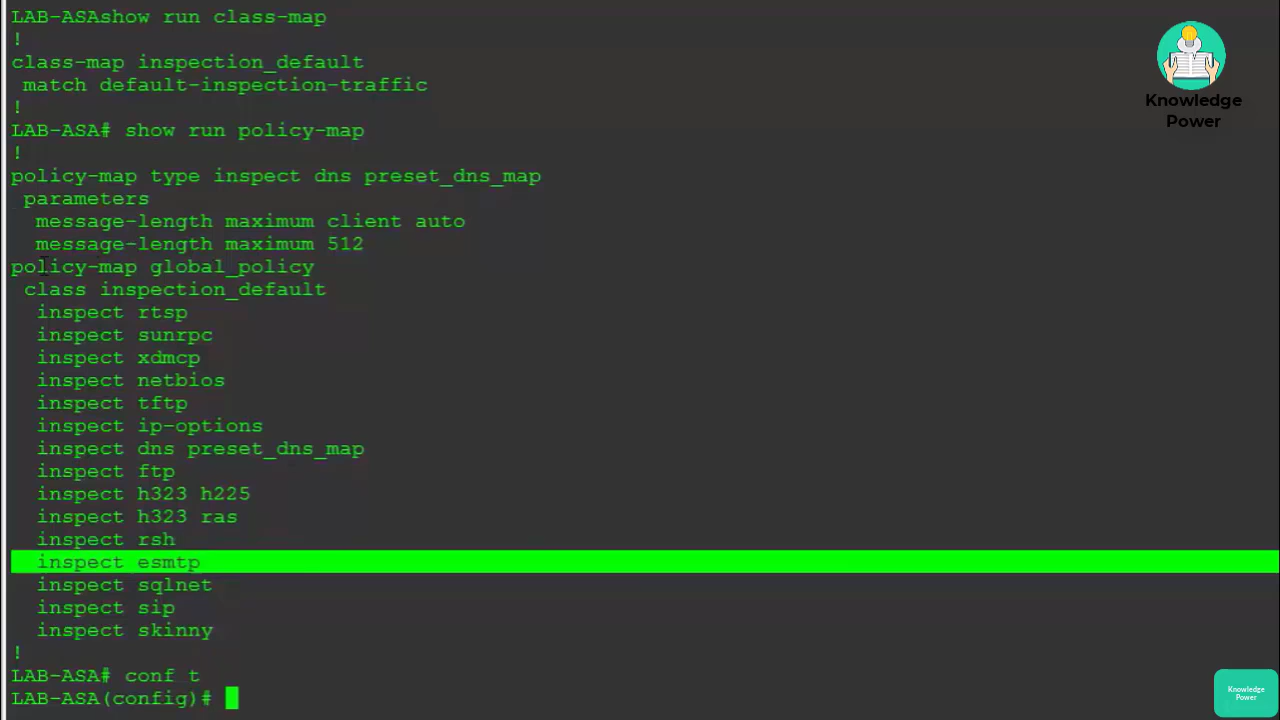 LAB-ASAshow run class-map
!
class-map inspection_default
match default-inspection-traffic
!
LAB-ASA# show run policy-map
!
policy-map type inspect dns preset_dns_map
parameters
message-length maximum client auto
message-length maximum 512
policy-map global_policy
class inspection_default
inspect rtsp
inspect sunrpc
inspect xdmcp
inspect netbios
inspect tftp
inspect ip-options
inspect dns preset_dns_map
inspect ftp
inspect h323 h225
inspect h323 ras
inspect rsh
inspect esmtp
inspect sqlnet
inspect sip
inspect skinny
!
LAB-ASA# conf t
LAB-ASA(config)#
Knowledge
Power
Knowledge
Power